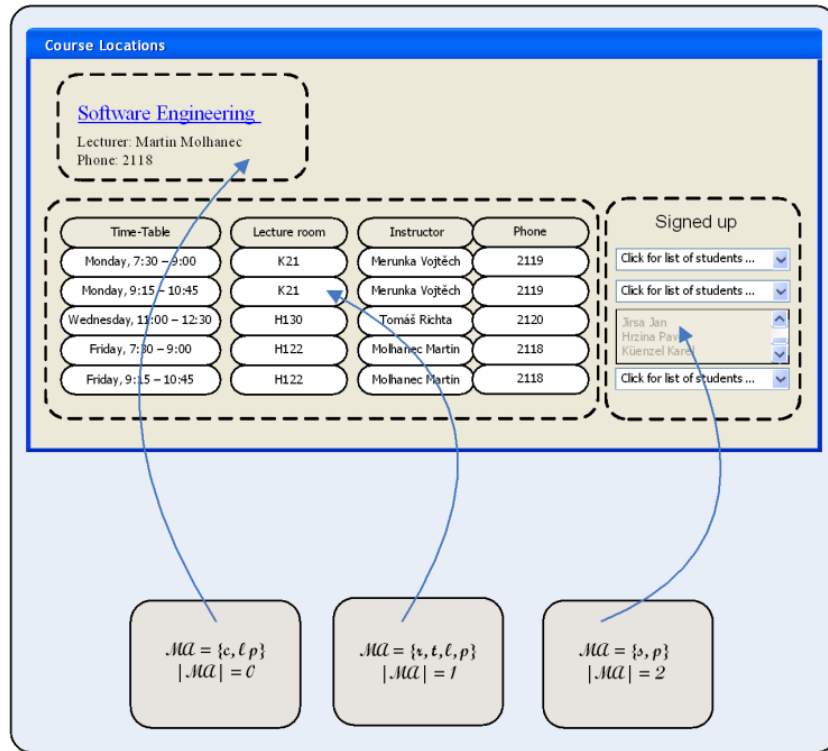 Course Locations
Software Engineering
Lecturer: Martin Molhanec
Phone: 2118
Time-Table Lecture room Instructor Phone
Monday, 7:30 – 9:00 K21 Merunka Vojtěch 2119
Monday, 9:15 – 10:45 K21 Merunka Vojtěch 2119
Wednesday, 11:00 – 12:30 H130 Tomáš Richta 2120
Friday, 7:30 – 9:00 H122 Molhanec Martin 2118
Friday, 9:15 – 10:45 H122 Molhanec Martin 2118
Signed up
Click for list of students ...
Click for list of students ...
Jirsa Jan
Hrzina Pavel
Küenzel Karel
Click for list of students ...
MA = {c, ℓ p}
|MA| = 0
MA = {r, t, l, p}
|MA| = 1
MA = {s, p}
|MA| = 2